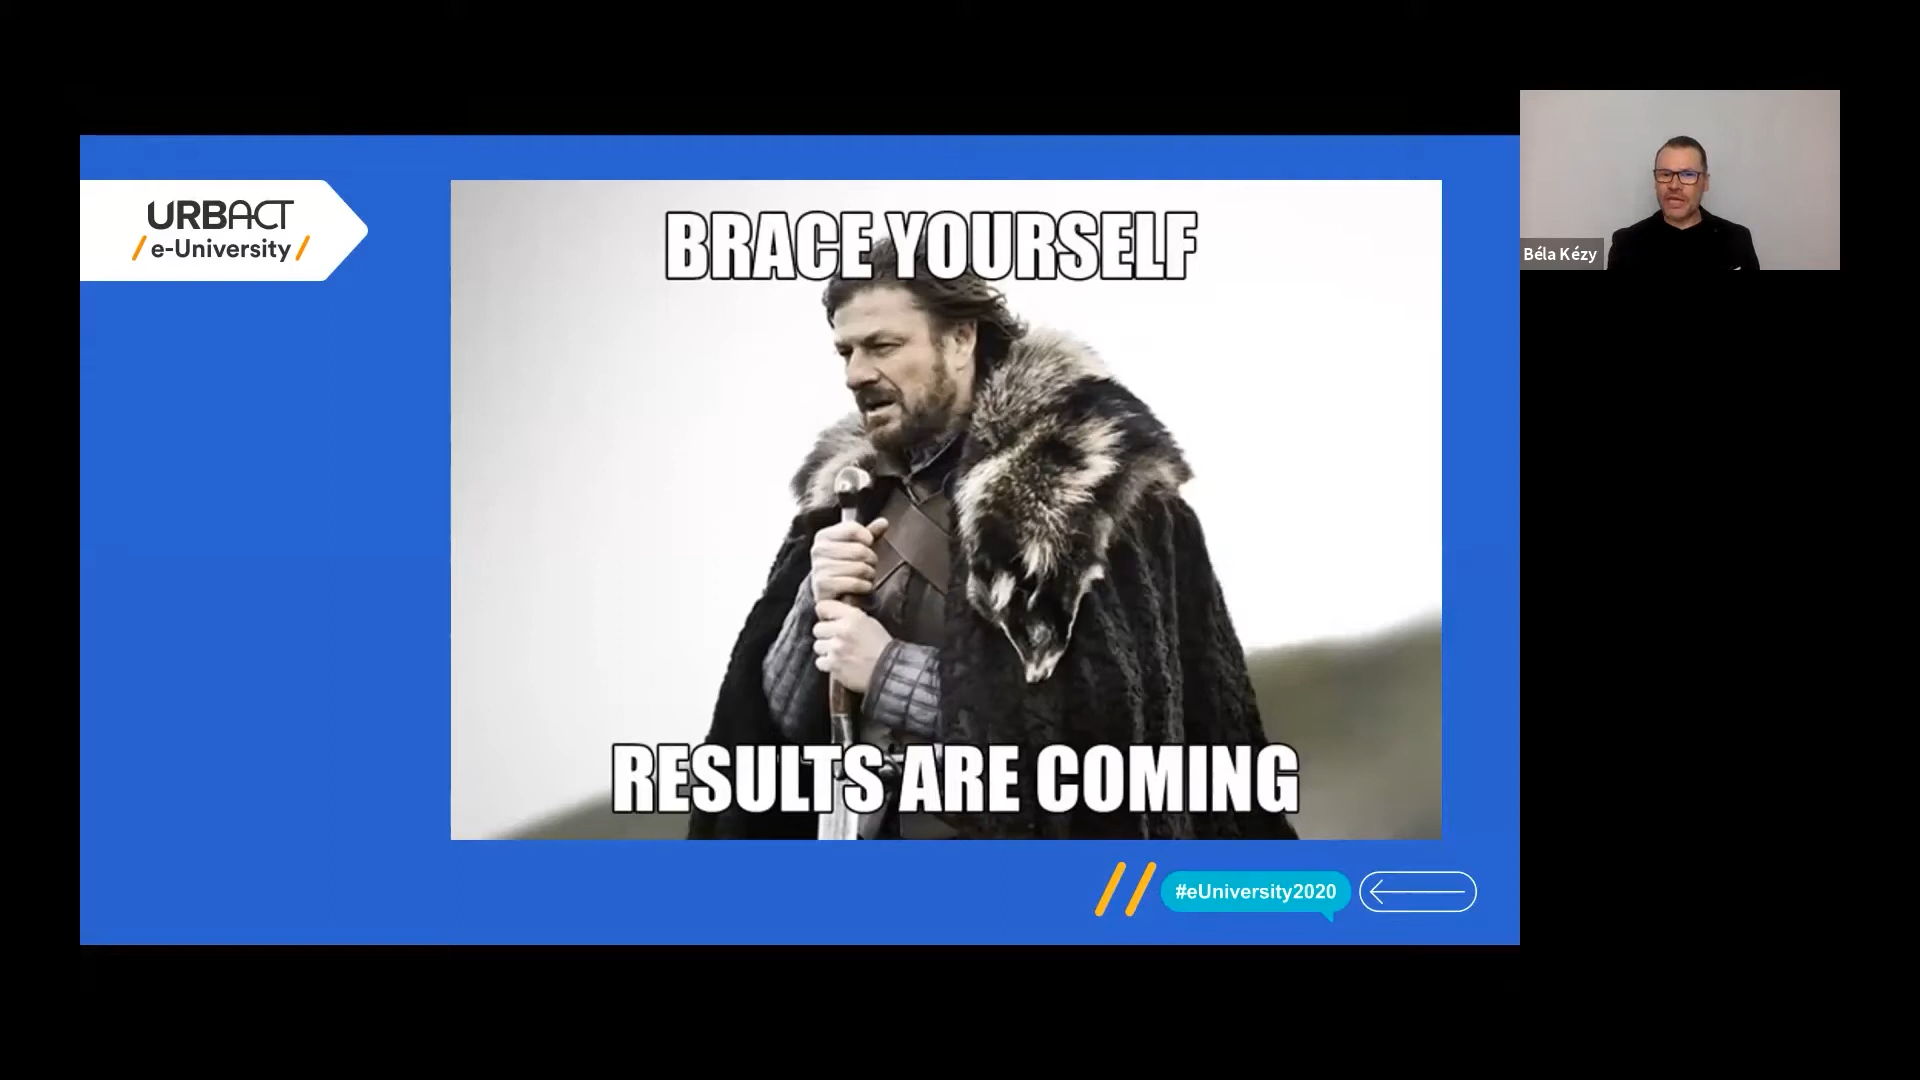 URBACT
/ e-University /
BRACE YOURSELF
RESULTS ARE COMING
#eUniversity2020
Béla Kézy